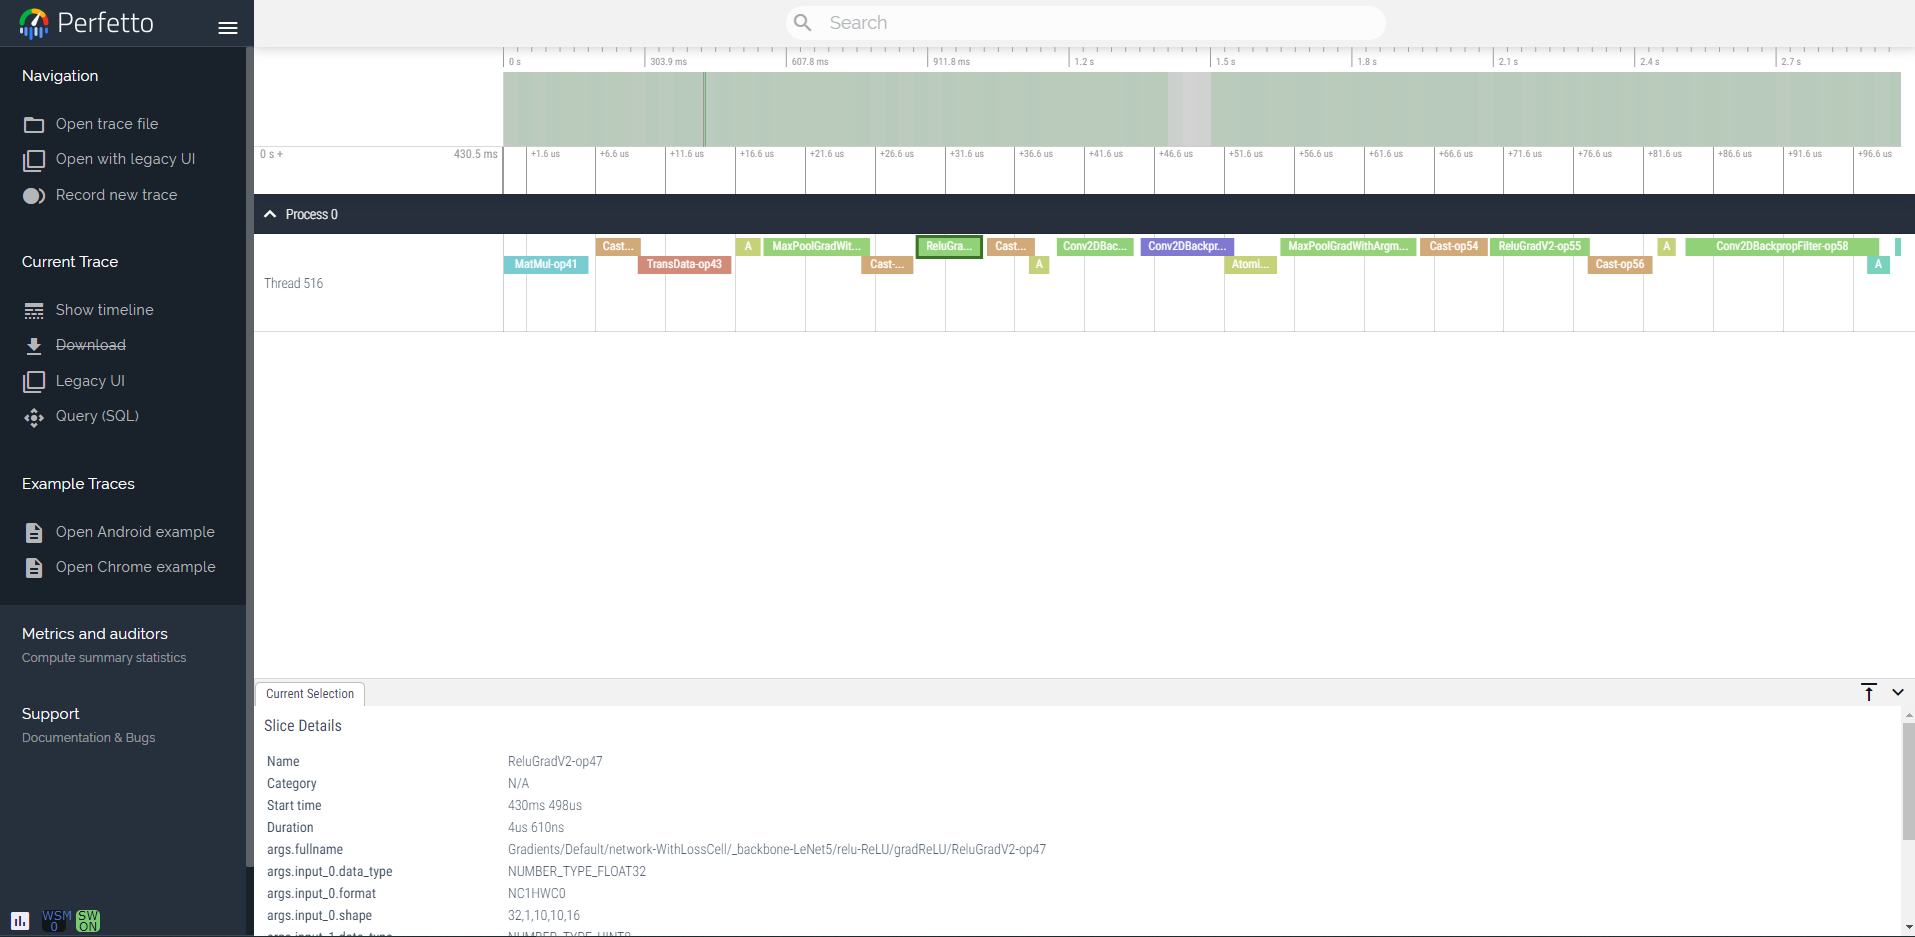 Perfetto
Search
Navigation
Open trace file
Open with legacy UI
Record new trace
Current Trace
Show timeline
Download
Legacy UI
Query (SQL)
Example Traces
Open Android example
Open Chrome example
Metrics and auditors
Compute summary statistics
Support
Documentation & Bugs
WSM SW
0 ON
0 s 303.9 ms 607.8 ms 911.8 ms 1.2 s 1.5 s 1.8 s 2.1 s 2.4 s 2.7 s
0 s + 430.5 ms +1.6 us +6.6 us +11.6 us +16.6 us +21.6 us +26.6 us +31.6 us +36.6 us +41.6 us +46.6 us +51.6 us +56.6 us +61.6 us +66.6 us +71.6 us +76.6 us +81.6 us +86.6 us +91.6 us +96.6 us
Process 0
Cast... A MaxPoolGradWit... ReluGra... Cast... Conv2DBac... Conv2DBackpr... MaxPoolGradWithArgm... Cast-op54 ReluGradV2-op55 A Conv2DBackpropFilter-op58
MatMul-op41 TransData-op43 Cast-... A Atomi... Cast-op56 A
Thread 516
Current Selection
Slice Details
Name ReluGradV2-op47
Category N/A
Start time 430ms 498us
Duration 4us 610ns
args.fullname Gradients/Default/network-WithLossCell/_backbone-LeNet5/relu-ReLU/gradReLU/ReluGradV2-op47
args.input_0.data_type NUMBER_TYPE_FLOAT32
args.input_0.format NC1HWC0
args.input_0.shape 32,1,10,10,16
args.input_1.data_type NUMBER_TYPE_UINT8